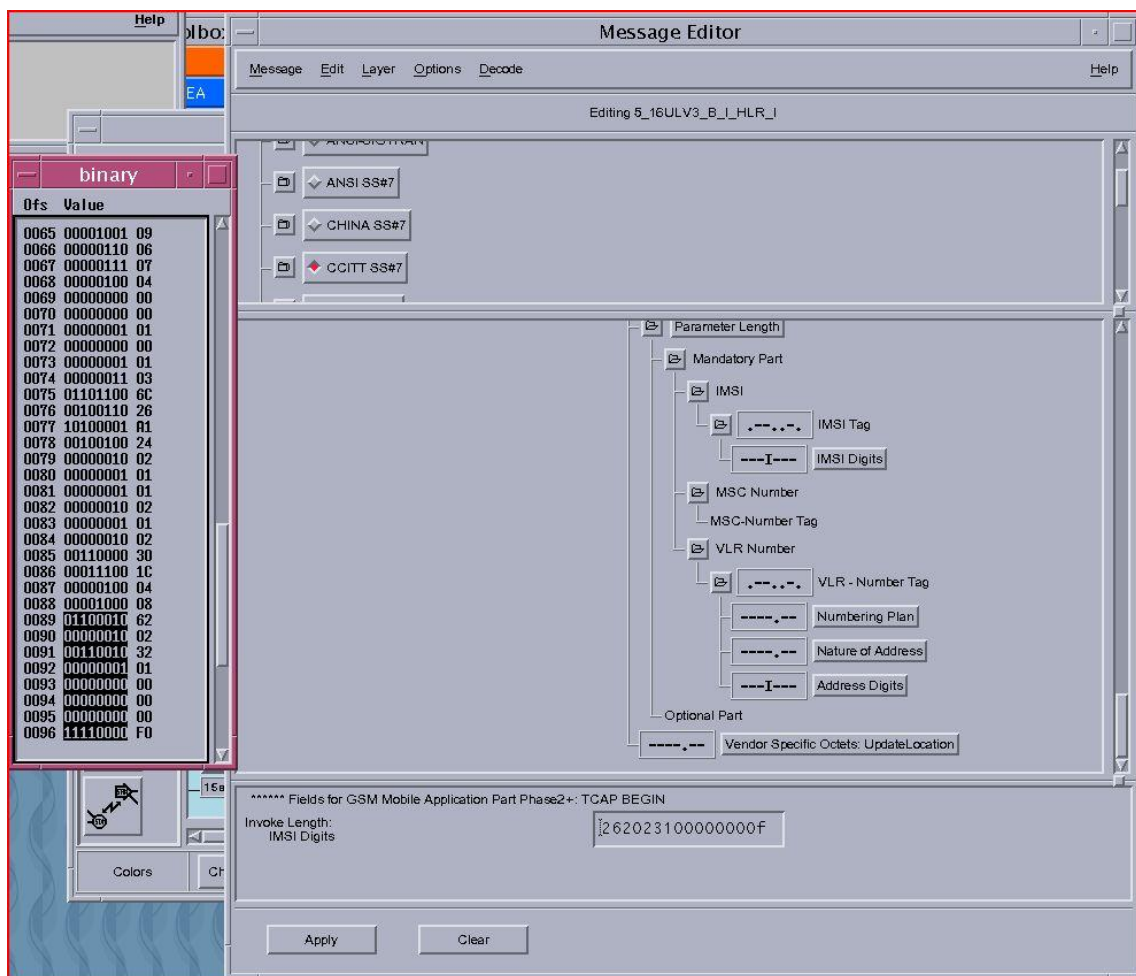 Help
olbo
EA
Message Editor
Message Edit Layer Options Decode Help
Editing 5_16ULV3_B_I_HLR_I
ANSI-SIGTRAN
ANSI SS#7
CHINA SS#7
CCITT SS#7
binary
Ofs Value
0065 00001001 09
0066 00000110 06
0067 00000111 07
0068 00000100 04
0069 00000000 00
0070 00000000 00
0071 00000001 01
0072 00000000 00
0073 00000001 01
0074 00000011 03
0075 01101100 6C
0076 00100110 26
0077 10100001 A1
0078 00100100 24
0079 00000010 02
0080 00000001 01
0081 00000001 01
0082 00000010 02
0083 00000001 01
0084 00000010 02
0085 00110000 30
0086 00011100 1C
0087 00000100 04
0088 00001000 08
0089 01100010 62
0090 00000010 02
0091 00110010 32
0092 00000001 01
0093 00000000 00
0094 00000000 00
0095 00000000 00
0096 11110000 F0
Parameter Length
Mandatory Part
IMSI
.--..-. IMSI Tag
---I--- IMSI Digits
MSC Number
MSC-Number Tag
VLR Number
.--..-. VLR - Number Tag
----.-- Numbering Plan
----.-- Nature of Address
---I--- Address Digits
Optional Part
----.-- Vendor Specific Octets: UpdateLocation
****** Fields for GSM Mobile Application Part Phase2+: TCAP BEGIN
Invoke Length:
IMSI Digits 262023100000000f
Colors
Ch
Apply Clear